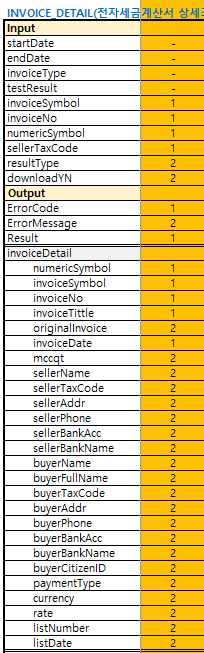 INVOICE_DETAIL(전자세금계산서 상세조
Input
startDate -
endDate -
invoiceType -
testResult -
invoiceSymbol 1
invoiceNo 1
numericSymbol 1
sellerTaxCode 1
resultType 2
downloadYN 2
Output
ErrorCode 1
ErrorMessage 2
Result 1
invoiceDetail
numericSymbol 1
invoiceSymbol 1
invoiceNo 1
invoiceTittle 1
originalInvoice 2
invoiceDate 1
mccqt 2
sellerName 2
sellerTaxCode 2
sellerAddr 2
sellerPhone 2
sellerBankAcc 2
sellerBankName 2
buyerName 2
buyerFullName 2
buyerTaxCode 2
buyerAddr 2
buyerPhone 2
buyerBankAcc 2
buyerBankName 2
buyerCitizenID 2
paymentType 2
currency 2
rate 2
listNumber 2
listDate 2